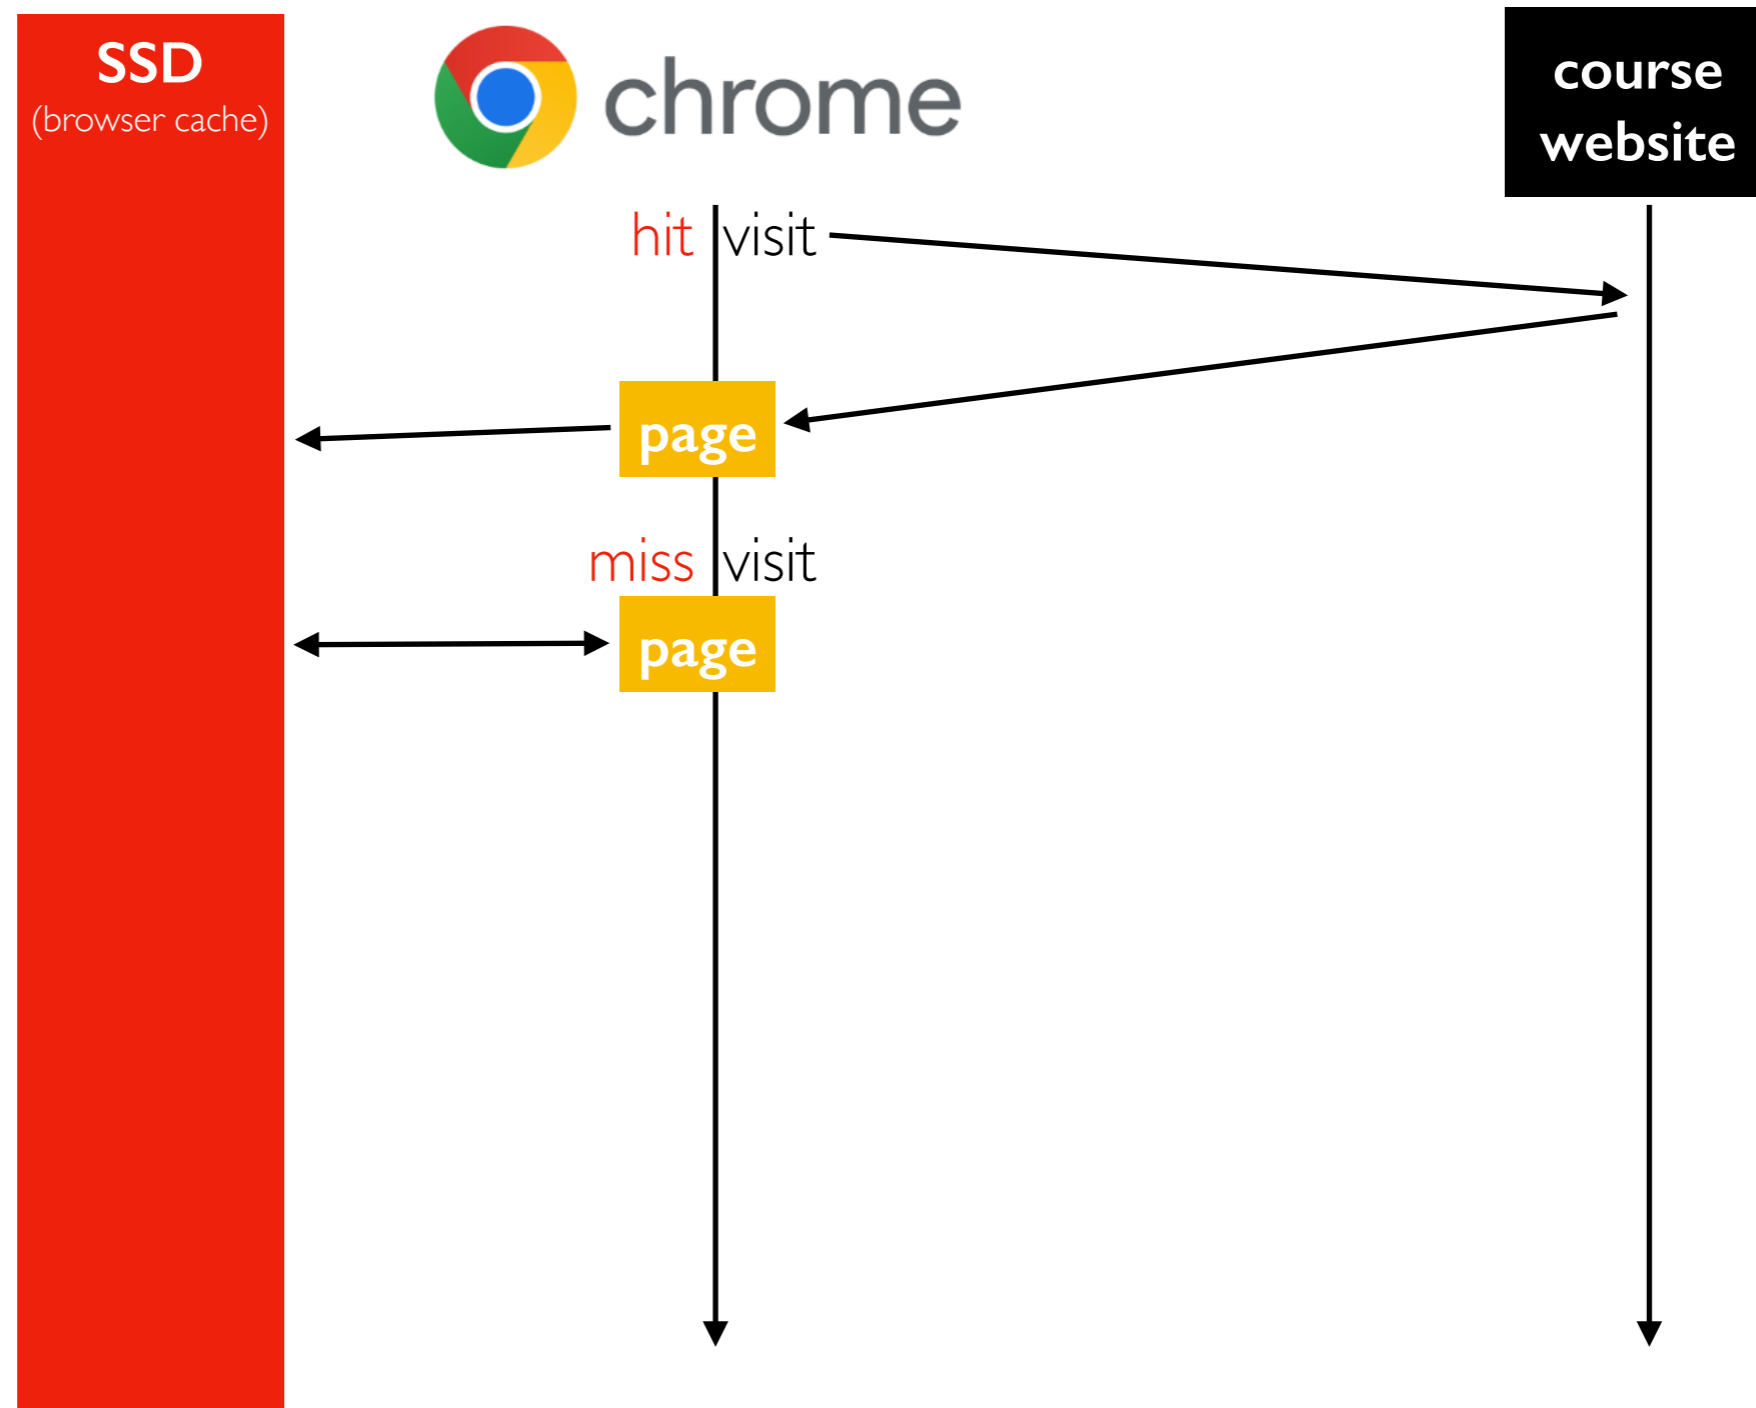 SSD
(browser cache)
chrome
course
website
hit visit
page
miss visit
page